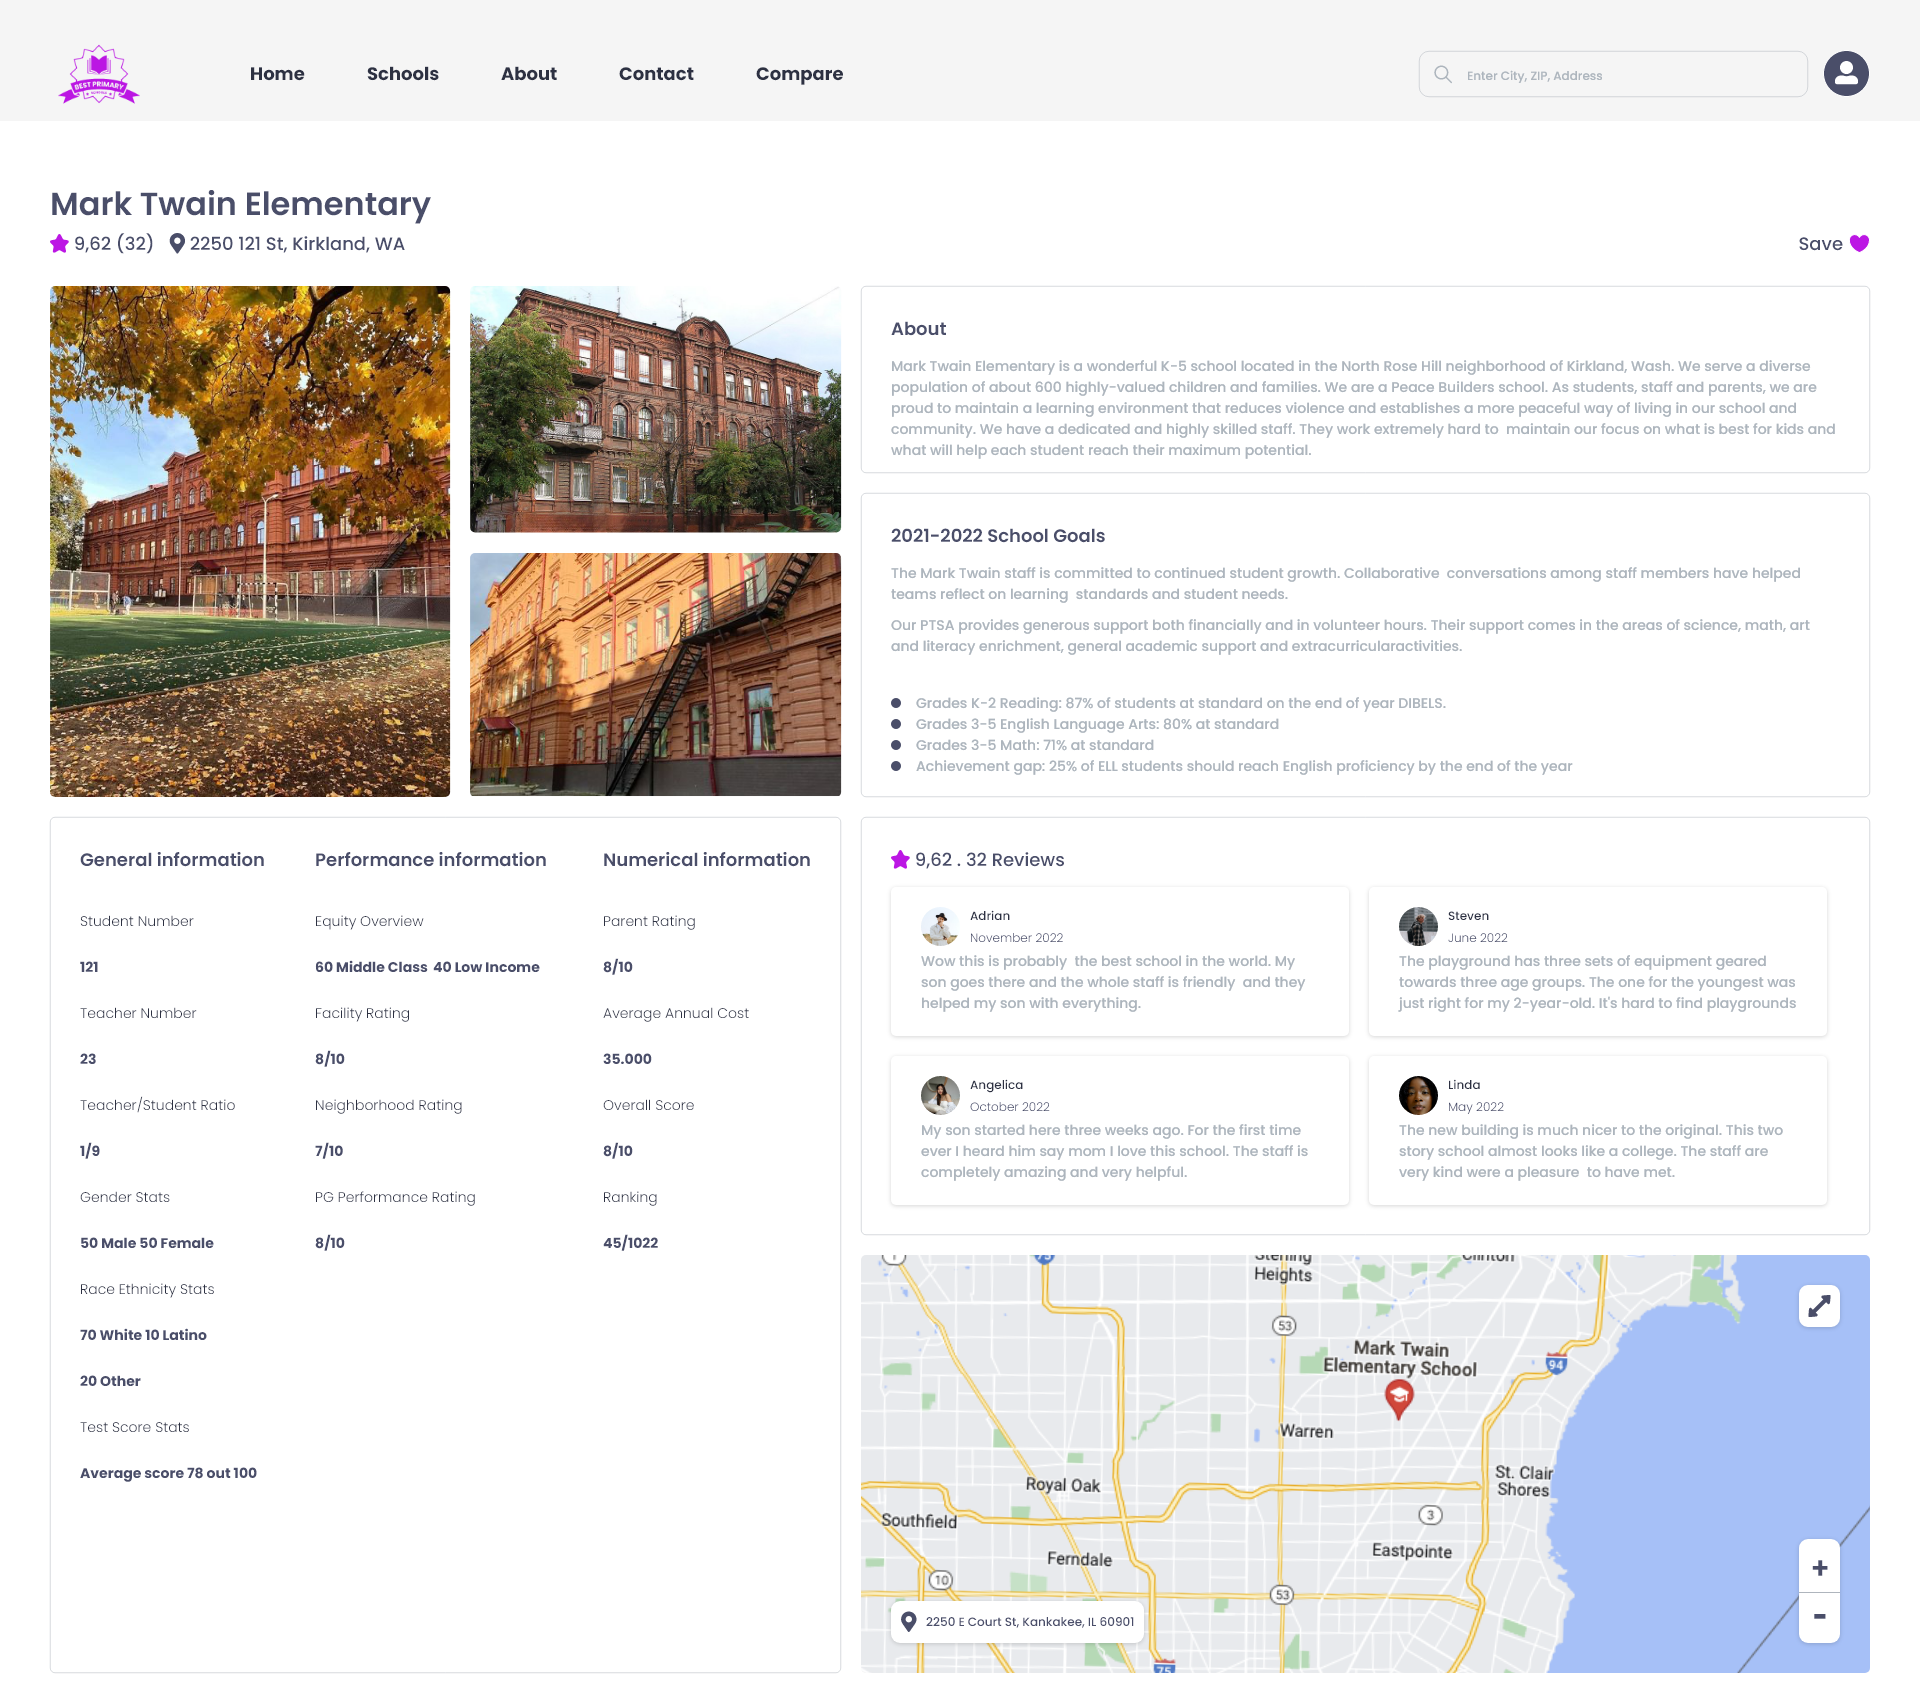 BEST PRIMARY
Home
Schools
About
Contact
Compare
Enter City, ZIP, Address
Mark Twain Elementary
9,62 (32)
2250 121 St, Kirkland, WA
Save
About
Mark Twain Elementary is a wonderful K-5 school located in the North Rose Hill neighborhood of Kirkland, Wash. We serve a diverse
population of about 600 highly-valued children and families. We are a Peace Builders school. As students, staff and parents, we are
proud to maintain a learning environment that reduces violence and establishes a more peaceful way of living in our school and
community. We have a dedicated and highly skilled staff. They work extremely hard to maintain our focus on what is best for kids and
what will help each student reach their maximum potential.
2021-2022 School Goals
The Mark Twain staff is committed to continued student growth. Collaborative conversations among staff members have helped
teams reflect on learning standards and student needs.
Our PTSA provides generous support both financially and in volunteer hours. Their support comes in the areas of science, math, art
and literacy enrichment, general academic support and extracurricularactivities.
Grades K-2 Reading: 87% of students at standard on the end of year DIBELS.
Grades 3-5 English Language Arts: 80% at standard
Grades 3-5 Math: 71% at standard
Achievement gap: 25% of ELL students should reach English proficiency by the end of the year
General information
Student Number
121
Teacher Number
23
Teacher/Student Ratio
1/9
Gender Stats
50 Male 50 Female
Race Ethnicity Stats
70 White 10 Latino
20 Other
Test Score Stats
Average score 78 out 100
Performance information
Equity Overview
60 Middle Class 40 Low Income
Facility Rating
8/10
Neighborhood Rating
7/10
PG Performance Rating
8/10
Numerical information
Parent Rating
8/10
Average Annual Cost
35.000
Overall Score
8/10
Ranking
45/1022
9,62 . 32 Reviews
Adrian
November 2022
Wow this is probably the best school in the world. My
son goes there and the whole staff is friendly and they
helped my son with everything.
Steven
June 2022
The playground has three sets of equipment geared
towards three age groups. The one for the youngest was
just right for my 2-year-old. It's hard to find playgrounds
Angelica
October 2022
My son started here three weeks ago. For the first time
ever I heard him say mom I love this school. The staff is
completely amazing and very helpful.
Linda
May 2022
The new building is much nicer to the original. This two
story school almost looks like a college. The staff are
very kind were a pleasure to have met.
1
75
Sterling
Heights
Clinton
53
Mark Twain
Elementary School
94
Warren
Royal Oak
St. Clair
Shores
Southfield
3
Ferndale
Eastpointe
10
53
2250 E Court St, Kankakee, IL 60901
75
+
-